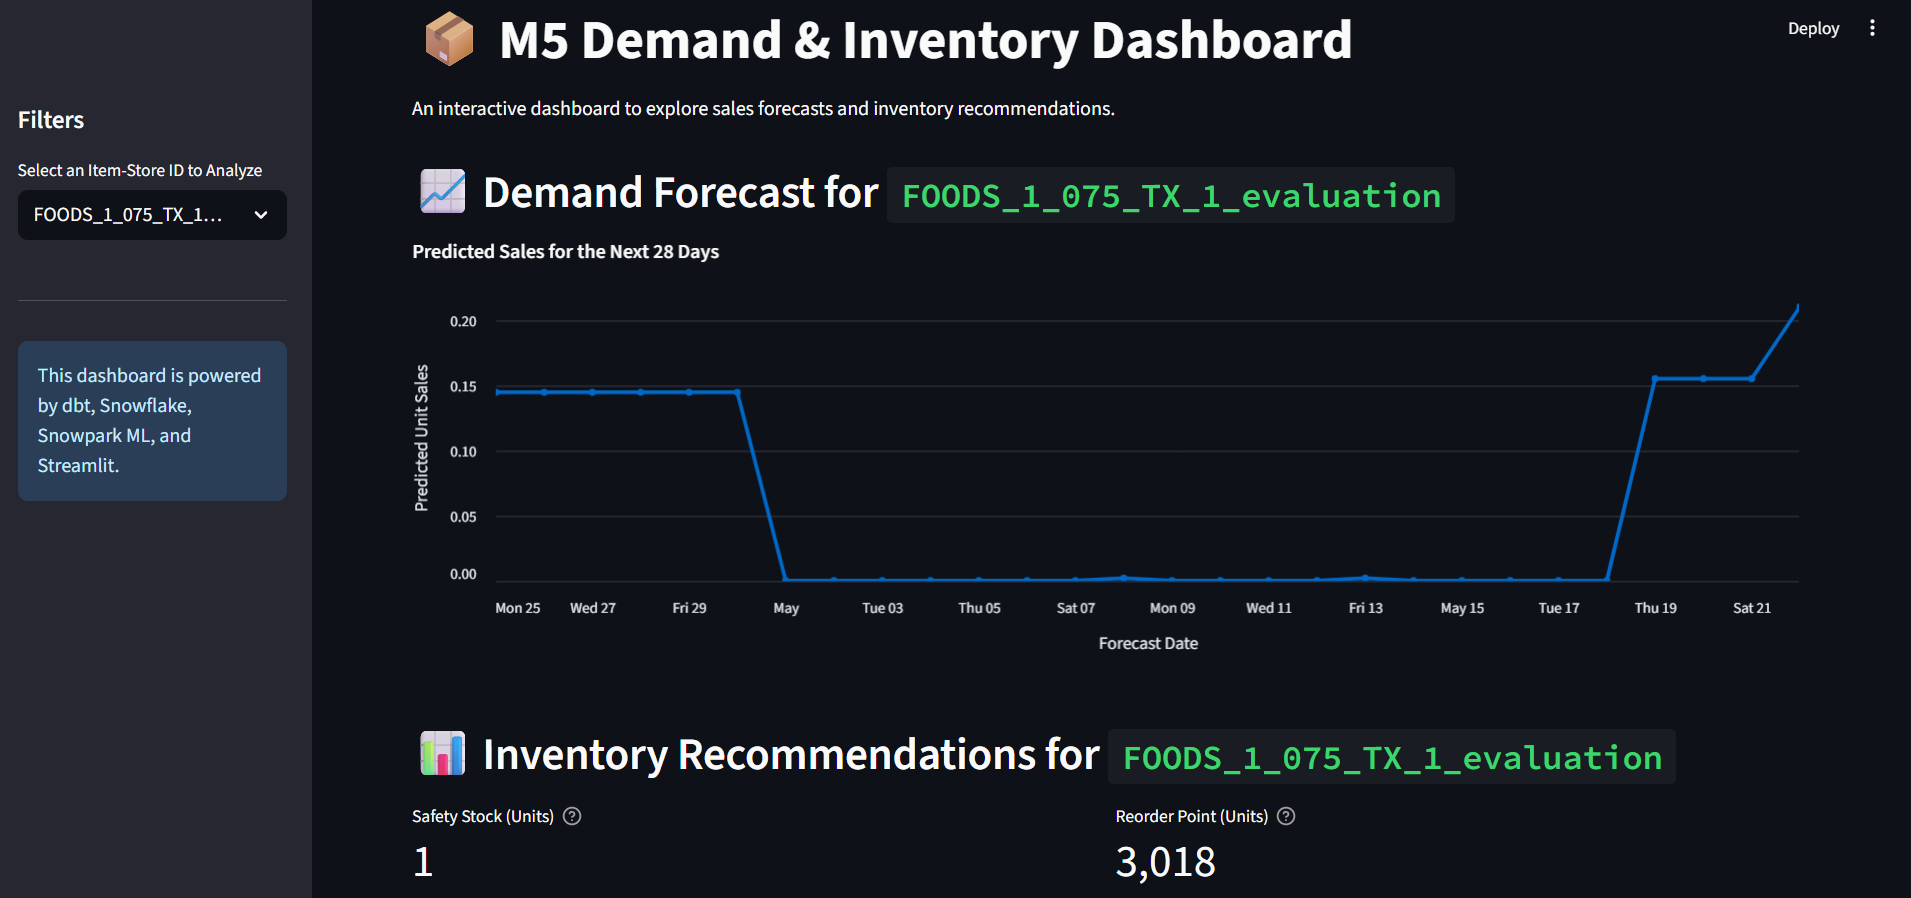 Deploy
M5 Demand & Inventory Dashboard
An interactive dashboard to explore sales forecasts and inventory recommendations.
Filters
Select an Item-Store ID to Analyze
FOODS_1_075_TX_1...
This dashboard is powered
by dbt, Snowflake,
Snowpark ML, and
Streamlit.
Demand Forecast for FOODS_1_075_TX_1_evaluation
Predicted Sales for the Next 28 Days
Predicted Unit Sales
0.20
0.15
0.10
0.05
0.00
Mon 25 Wed 27 Fri 29 May Tue 03 Thu 05 Sat 07 Mon 09 Wed 11 Fri 13 May 15 Tue 17 Thu 19 Sat 21
Forecast Date
Inventory Recommendations for FOODS_1_075_TX_1_evaluation
Safety Stock (Units) ?
1
Reorder Point (Units) ?
3,018